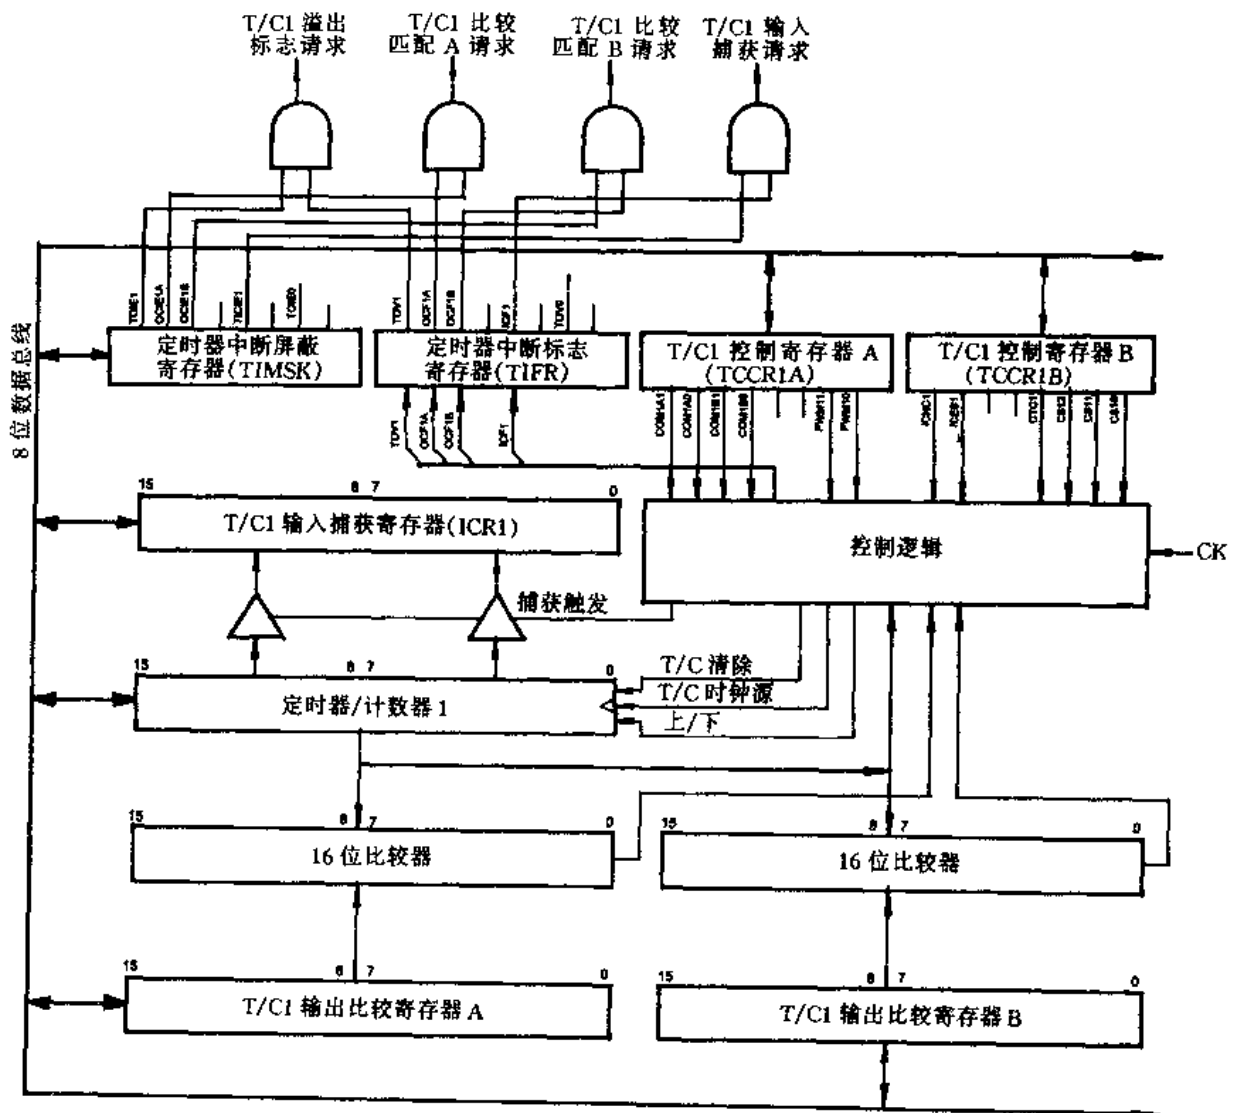 T/C1 溢出
标志请求
T/C1 比较
匹配 A 请求
T/C1 比较
匹配 B 请求
T/C1 输入
捕获请求
8 位数据总线
TOIE1
OCIE1A
OCIE1B
TICIE1
TOIE0
TOV1
OCF1A
OCF1B
ICF1
TOV0
定时器中断屏蔽
寄存器(TIMSK)
定时器中断标志
寄存器(TIFR)
T/C1 控制寄存器 A
(TCCR1A)
T/C1 控制寄存器 B
(TCCR1B)
TOV1
OCF1A
OCF1B
ICF1
COM1A1
COM1A0
COM1B1
COM1B0
PWM11
PWM10
ICNC1
ICES1
CTC1
CS12
CS11
CS10
15
8 7
0
T/C1 输入捕获寄存器(ICR1)
控制逻辑
CK
捕获触发
15
8 7
0
定时器/计数器 1
T/C 清除
T/C 时钟源
上/下
15
8 7
0
16 位比较器
15
8 7
0
16 位比较器
15
8 7
0
T/C1 输出比较寄存器 A
15
8 7
0
T/C1 输出比较寄存器 B